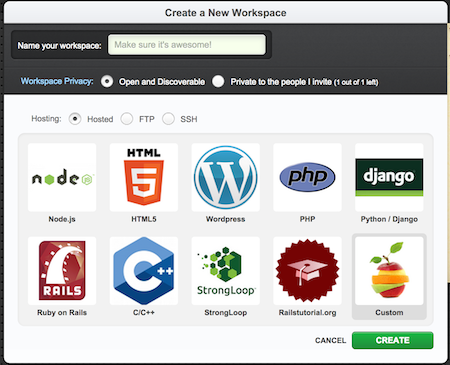 Create a New Workspace
Name your workspace: Make sure it's awesome!
Workspace Privacy: Open and Discoverable Private to the people I invite (1 out of 1 left)
Hosting: Hosted FTP SSH
node
HTML
5
W
php
django
Node.js HTML5 Wordpress PHP Python / Django
RAILS
C++
StrongLoop
Ruby on Rails C/C++ StrongLoop Railstutorial.org Custom
CANCEL CREATE